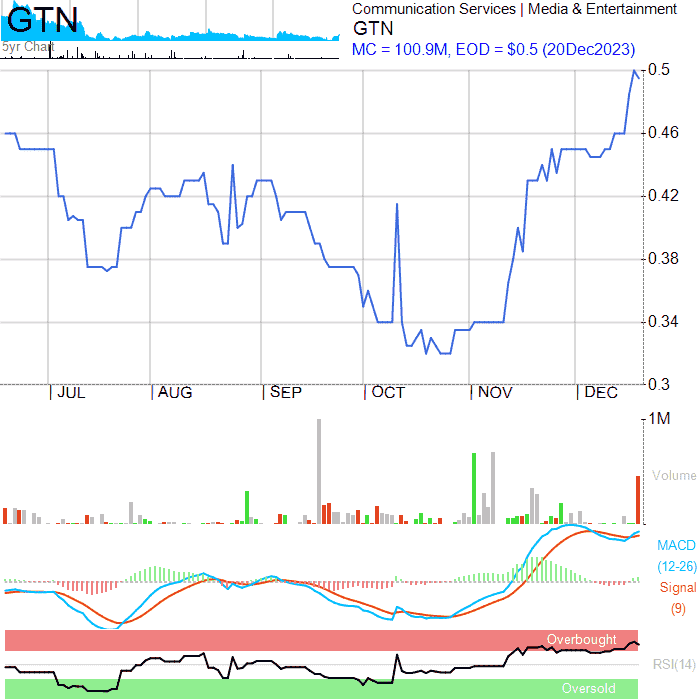 GTN
5yr Chart
Communication Services | Media & Entertainment
GTN
MC = 100.9M, EOD = $0.5 (20Dec2023)
0.5
0.46
0.42
0.38
0.34
0.3
JUL AUG SEP OCT NOV DEC
1M
Volume
MACD
(12-26)
Signal
(9)
Overbought
RSI(14)
Oversold